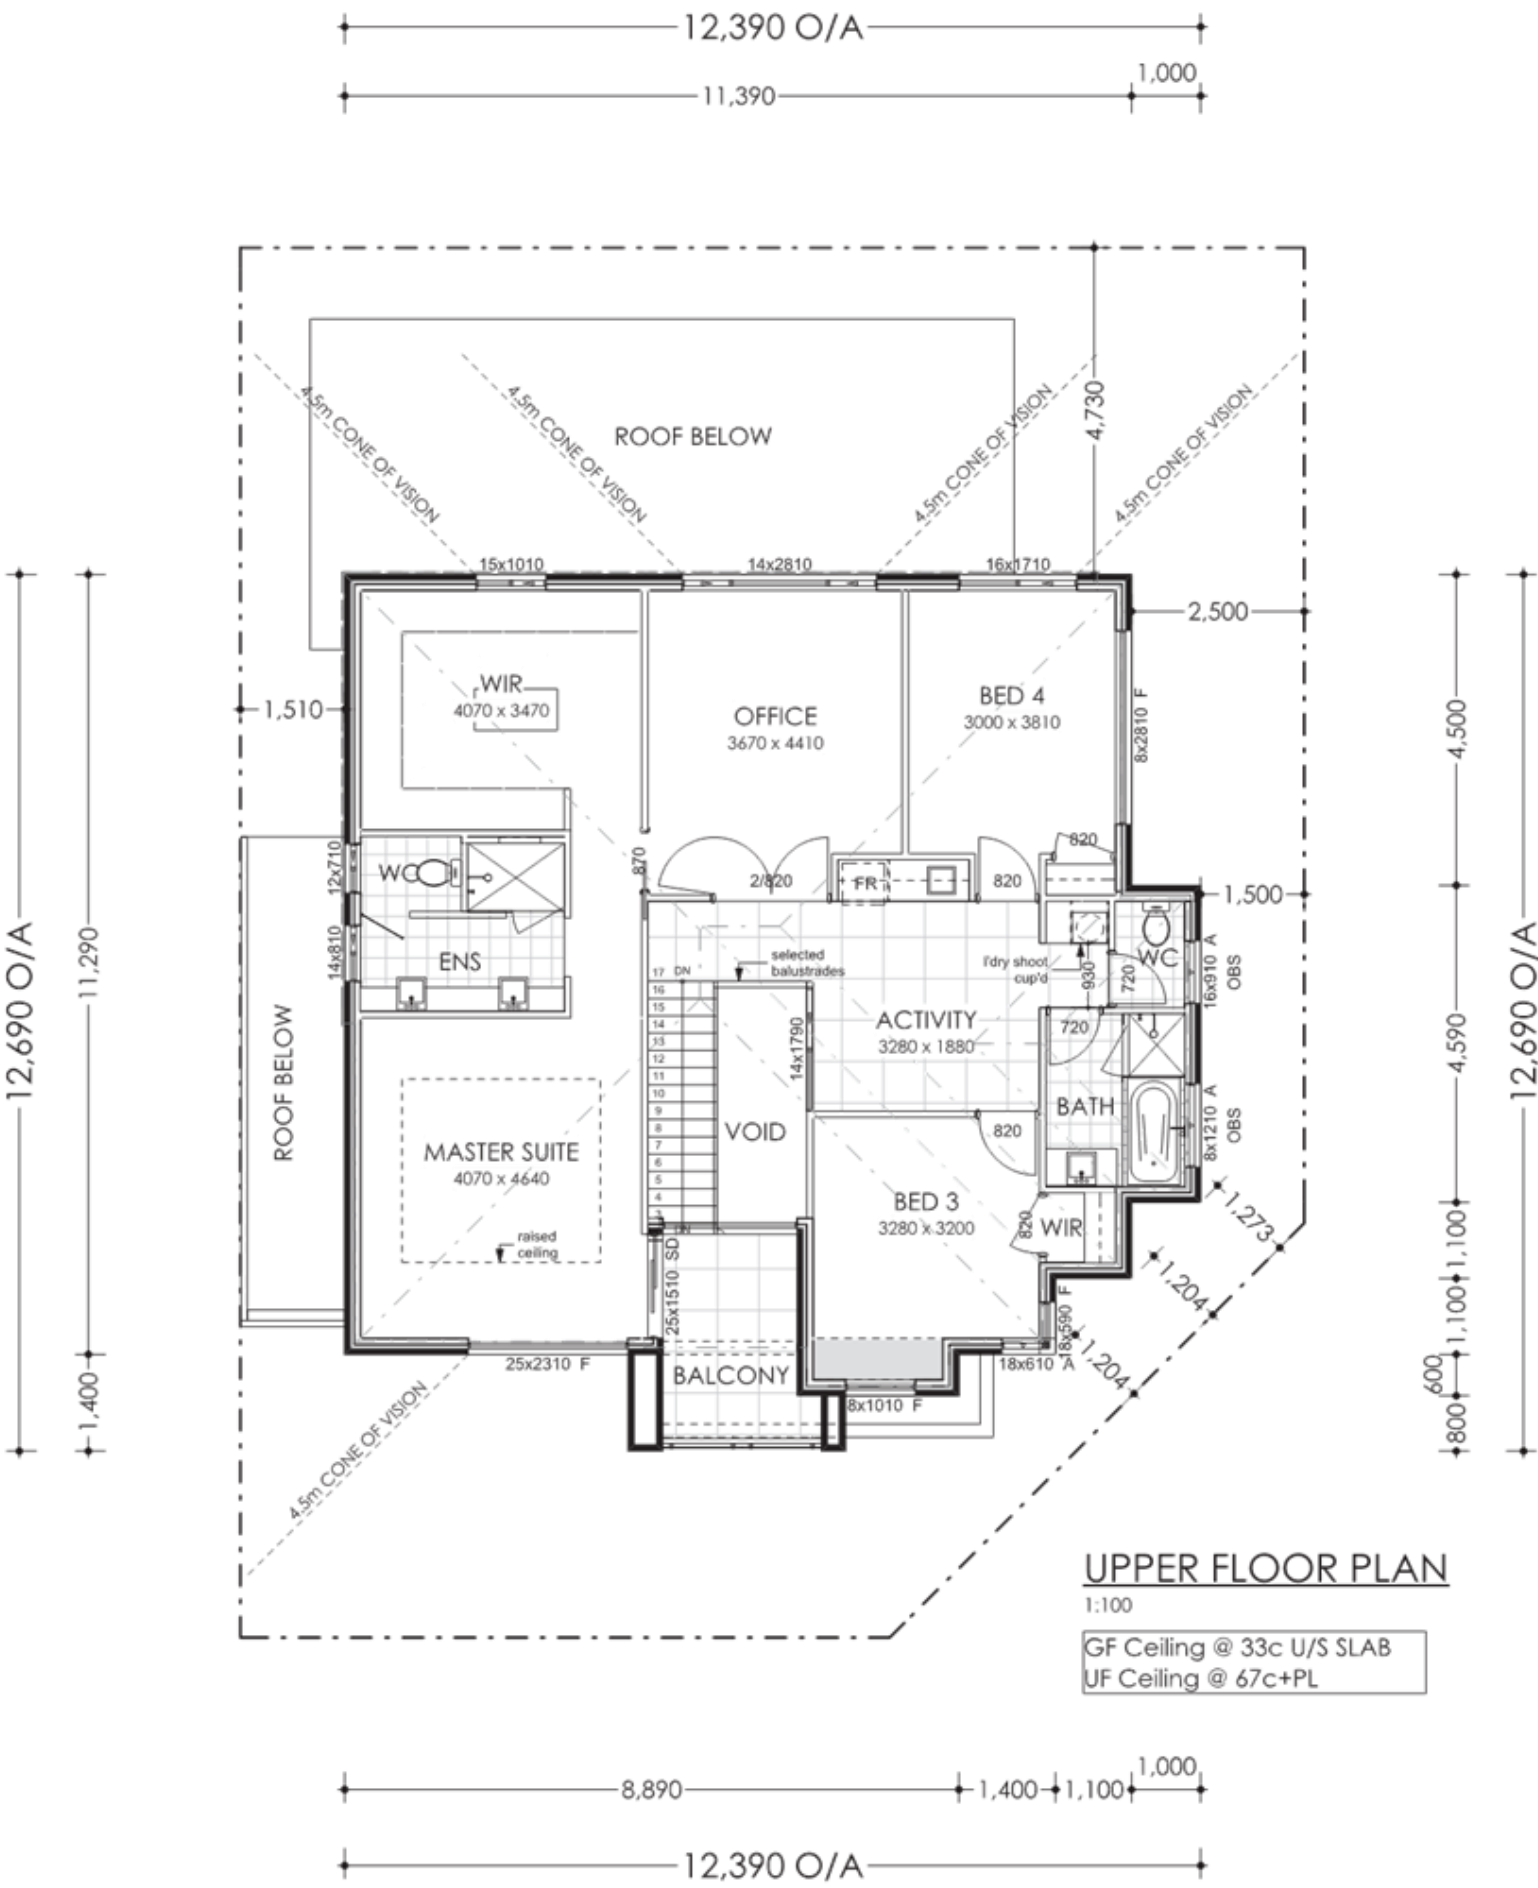 12,390 O/A
1,000
11,390
4.5m CONE OF VISION
4.5m CONE OF VISION
4.5m CONE OF VISION
4.5m CONE OF VISION
4,730
ROOF BELOW
15x1010
14x2810
16x1710
2,500
1,510
WIR
4070 x 3470
OFFICE
3670 x 4410
BED 4
3000 x 3810
8x2810 F
4,500
12x710
WC
870
2/820
FR
820
820
1,500
14x810
ENS
17 DN
selected
balustrades
l'dry shoot
cup'd
930
WC
720
16x910 A
OBS
16
15
14
13
12
11
10
9
8
7
6
5
4
3
DN
14x1790
ACTIVITY
3280 x 1880
720
VOID
BATH
8x1210 A
OBS
4,590
12,690 O/A
11,290
12,690 O/A
ROOF BELOW
MASTER SUITE
4070 x 4640
raised
ceiling
820
BED 3
3280 x 3200
820
WIR
1,273
1,204
1,204
1,100
1,100
600
800
25x1510 SD
18x590 F
25x2310 F
BALCONY
18x610 A
8x1010 F
1,400
4.5m CONE OF VISION
UPPER FLOOR PLAN
1:100
GF Ceiling @ 33c U/S SLAB
UF Ceiling @ 67c+PL
8,890
1,400
1,100
1,000
12,390 O/A